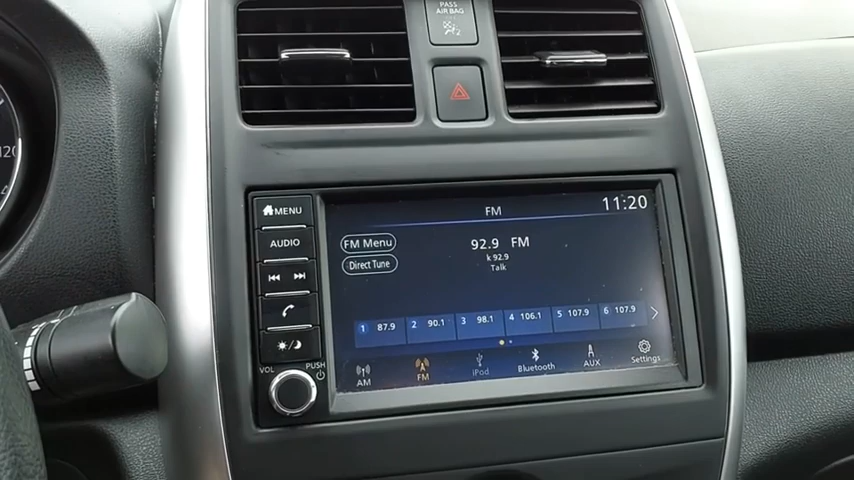 PASS
AIR BAG
2
120
MENU
AUDIO
VOL
PUSH
FM
11:20
FM Menu
Direct Tune
92.9 FM
k 92.9
Talk
1 87.9
2 90.1
3 98.1
4 106.1
5 107.9
6 107.9
AM
FM
iPod
Bluetooth
AUX
Settings